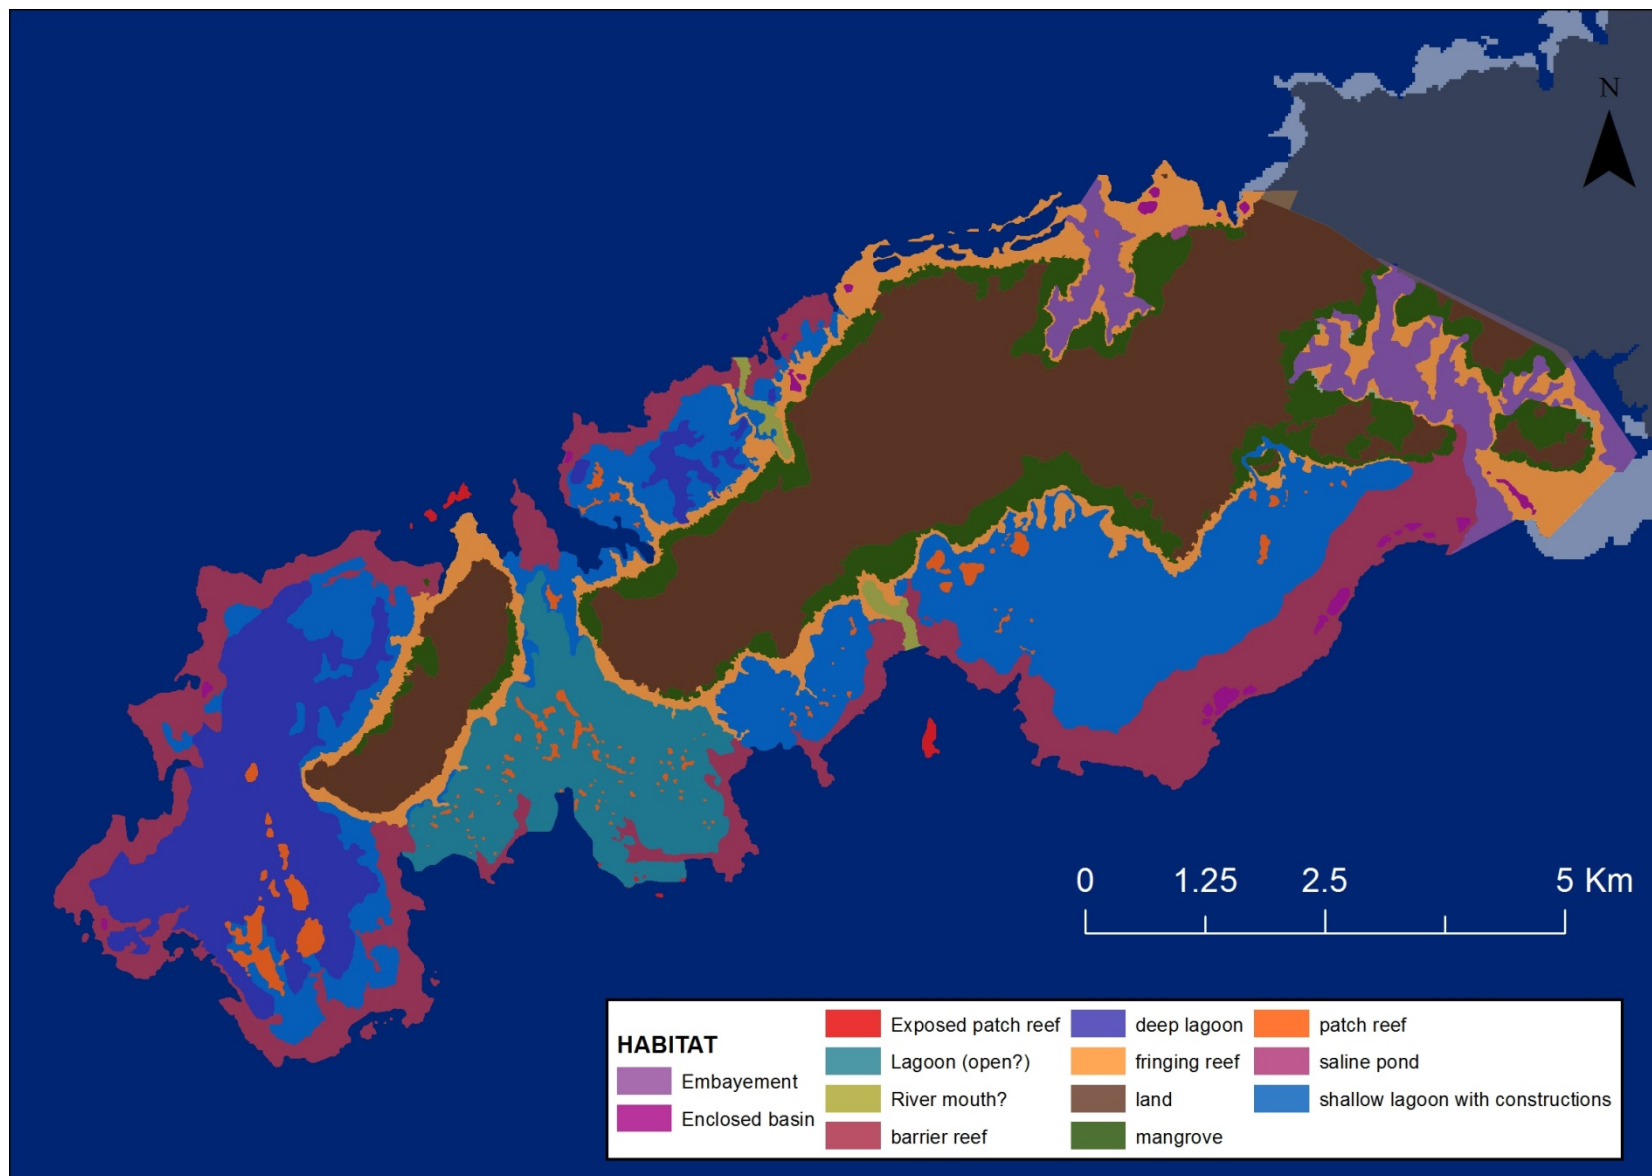 N
0 1.25 2.5 5 Km
HABITAT
Embayement
Enclosed basin
Exposed patch reef
Lagoon (open?)
River mouth?
barrier reef
deep lagoon
fringing reef
land
mangrove
patch reef
saline pond
shallow lagoon with constructions